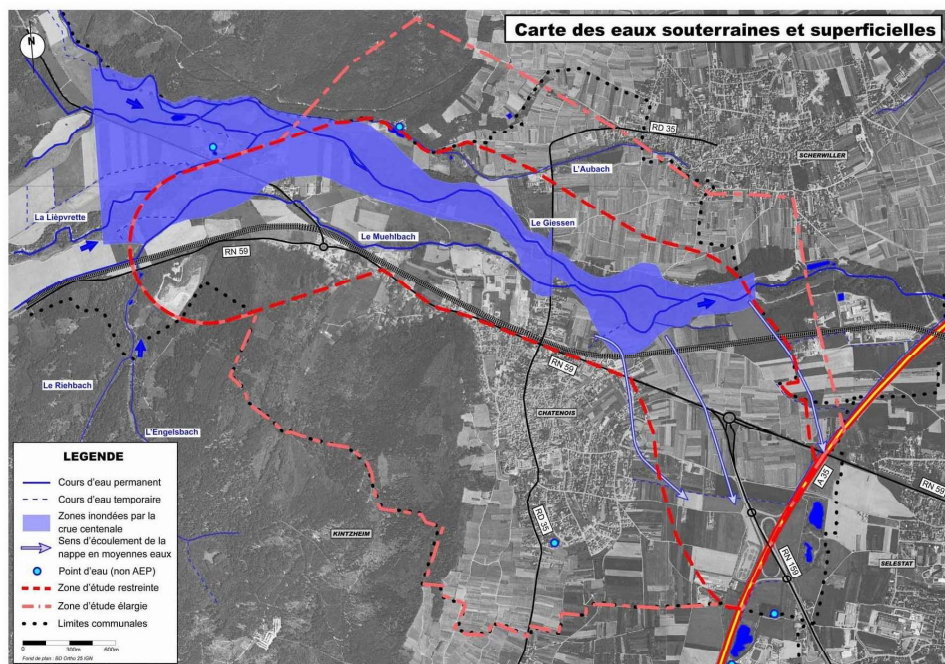 Carte des eaux souterraines et superficielles
N
RD 35
SCHERWILLER
L'Aubach
La Lièpvrette
Le Giessen
Le Muehlbach
RN 59
RN 59
Le Riehbach
CHATENOIS
L'Engelsbach
A 35
RN 59
RD 35
KINTZHEIM
RN 159
SELESTAT
LEGENDE
Cours d'eau permanent
Cours d'eau temporaire
Zones inondées par la
crue centenale
Sens d'écoulement de la
nappe en moyennes eaux
Point d'eau (non AEP)
Zone d'étude restreinte
Zone d'étude élargie
Limites communales
0 300m 600m
Fond de plan : BD Ortho 25 IGN